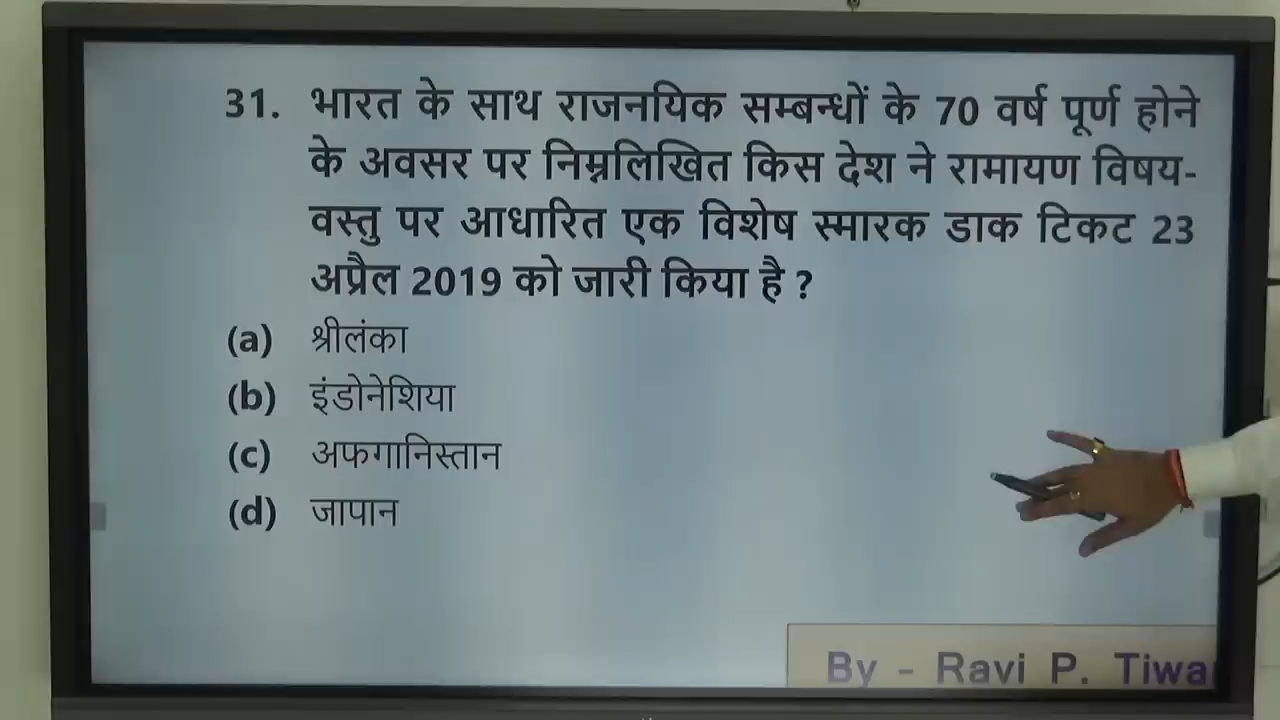 31. भारत के साथ राजनयिक सम्बन्धों के 70 वर्ष पूर्ण होने
के अवसर पर निम्नलिखित किस देश ने रामायण विषय-
वस्तु पर आधारित एक विशेष स्मारक डाक टिकट 23
अप्रैल 2019 को जारी किया है ?
(a) श्रीलंका
(b) इंडोनेशिया
(c) अफगानिस्तान
(d) जापान
By - Ravi P. Tiwa